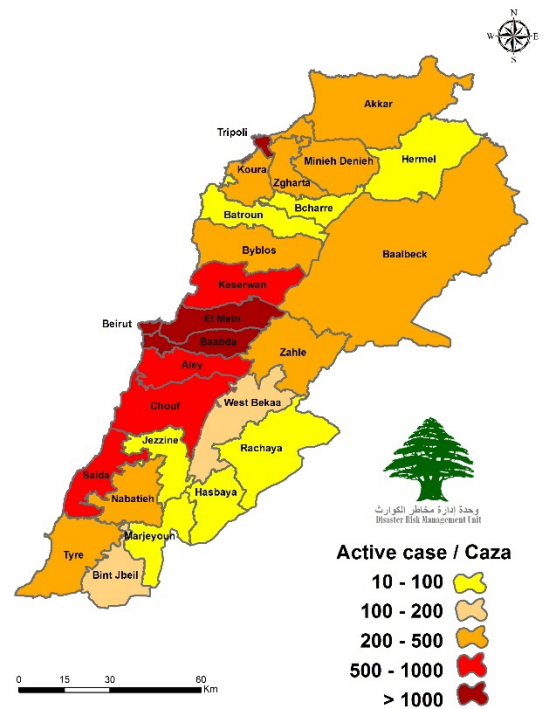 N
W E
S
Akkar
Tripoli
Hermel
Minieh Denieh
Koura
Zgharta
Bcharre
Batroun
Byblos
Baalbeck
Keserwan
Beirut
El Metn
Baabda
Zahle
Aley
West Bekaa
Chouf
Jezzine
Rachaya
Saida
Hasbaya
Nabatieh
Marjeyoun
Tyre
Bint Jbeil
وحدة إدارة مخاطر الكوارث
Disaster Risk Management Unit
Active case / Caza
10 - 100
100 - 200
200 - 500
500 - 1000
> 1000
0 15 30 60
Km